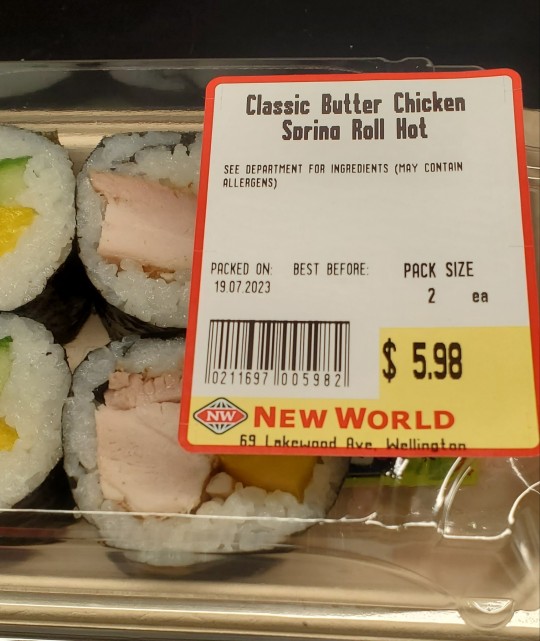 Classic Butter Chicken
Spring Roll Hot
SEE DEPARTMENT FOR INGREDIENTS (MAY CONTAIN
ALLERGENS)
PACKED ON: BEST BEFORE: PACK SIZE
19.07.2023 2 ea
0211697 005982
$ 5.98
NW NEW WORLD
69 Lakewood Ave, Wellington